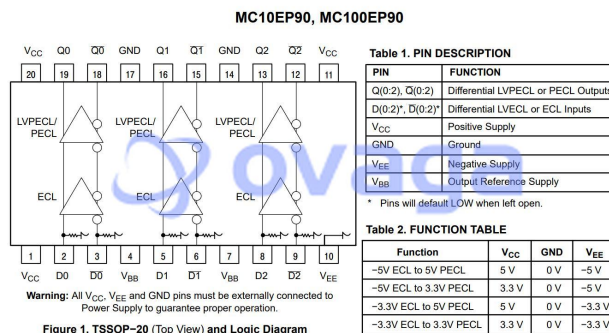 MC10EP90, MC100EP90
VCC Q0 Q0 GND Q1 Q1 GND Q2 Q2 VCC
20 19 18 17 16 15 14 13 12 11
LVPECL/ PECL LVPECL/ PECL LVPECL/ PECL
ECL ECL ECL
1 2 3 4 5 6 7 8 9 10
VCC D0 D0 VBB D1 D1 VBB D2 D2 VEE
Warning: All VCC, VEE and GND pins must be externally connected to
Power Supply to guarantee proper operation.
Figure 1. TSSOP−20 (Top View) and Logic Diagram
Table 1. PIN DESCRIPTION
PIN FUNCTION
Q(0:2), Q(0:2) Differential LVPECL or PECL Outputs
D(0:2)*, D(0:2)* Differential LVECL or ECL Inputs
VCC Positive Supply
GND Ground
VEE Negative Supply
VBB Output Reference Supply
* Pins will default LOW when left open.
Table 2. FUNCTION TABLE
Function VCC GND VEE
−5V ECL to 5V PECL 5 V 0 V −5 V
−5V ECL to 3.3V PECL 3.3 V 0 V −5 V
−3.3V ECL to 5V PECL 5 V 0 V −3.3 V
−3.3V ECL to 3.3V PECL 3.3 V 0 V −3.3 V
ovaga